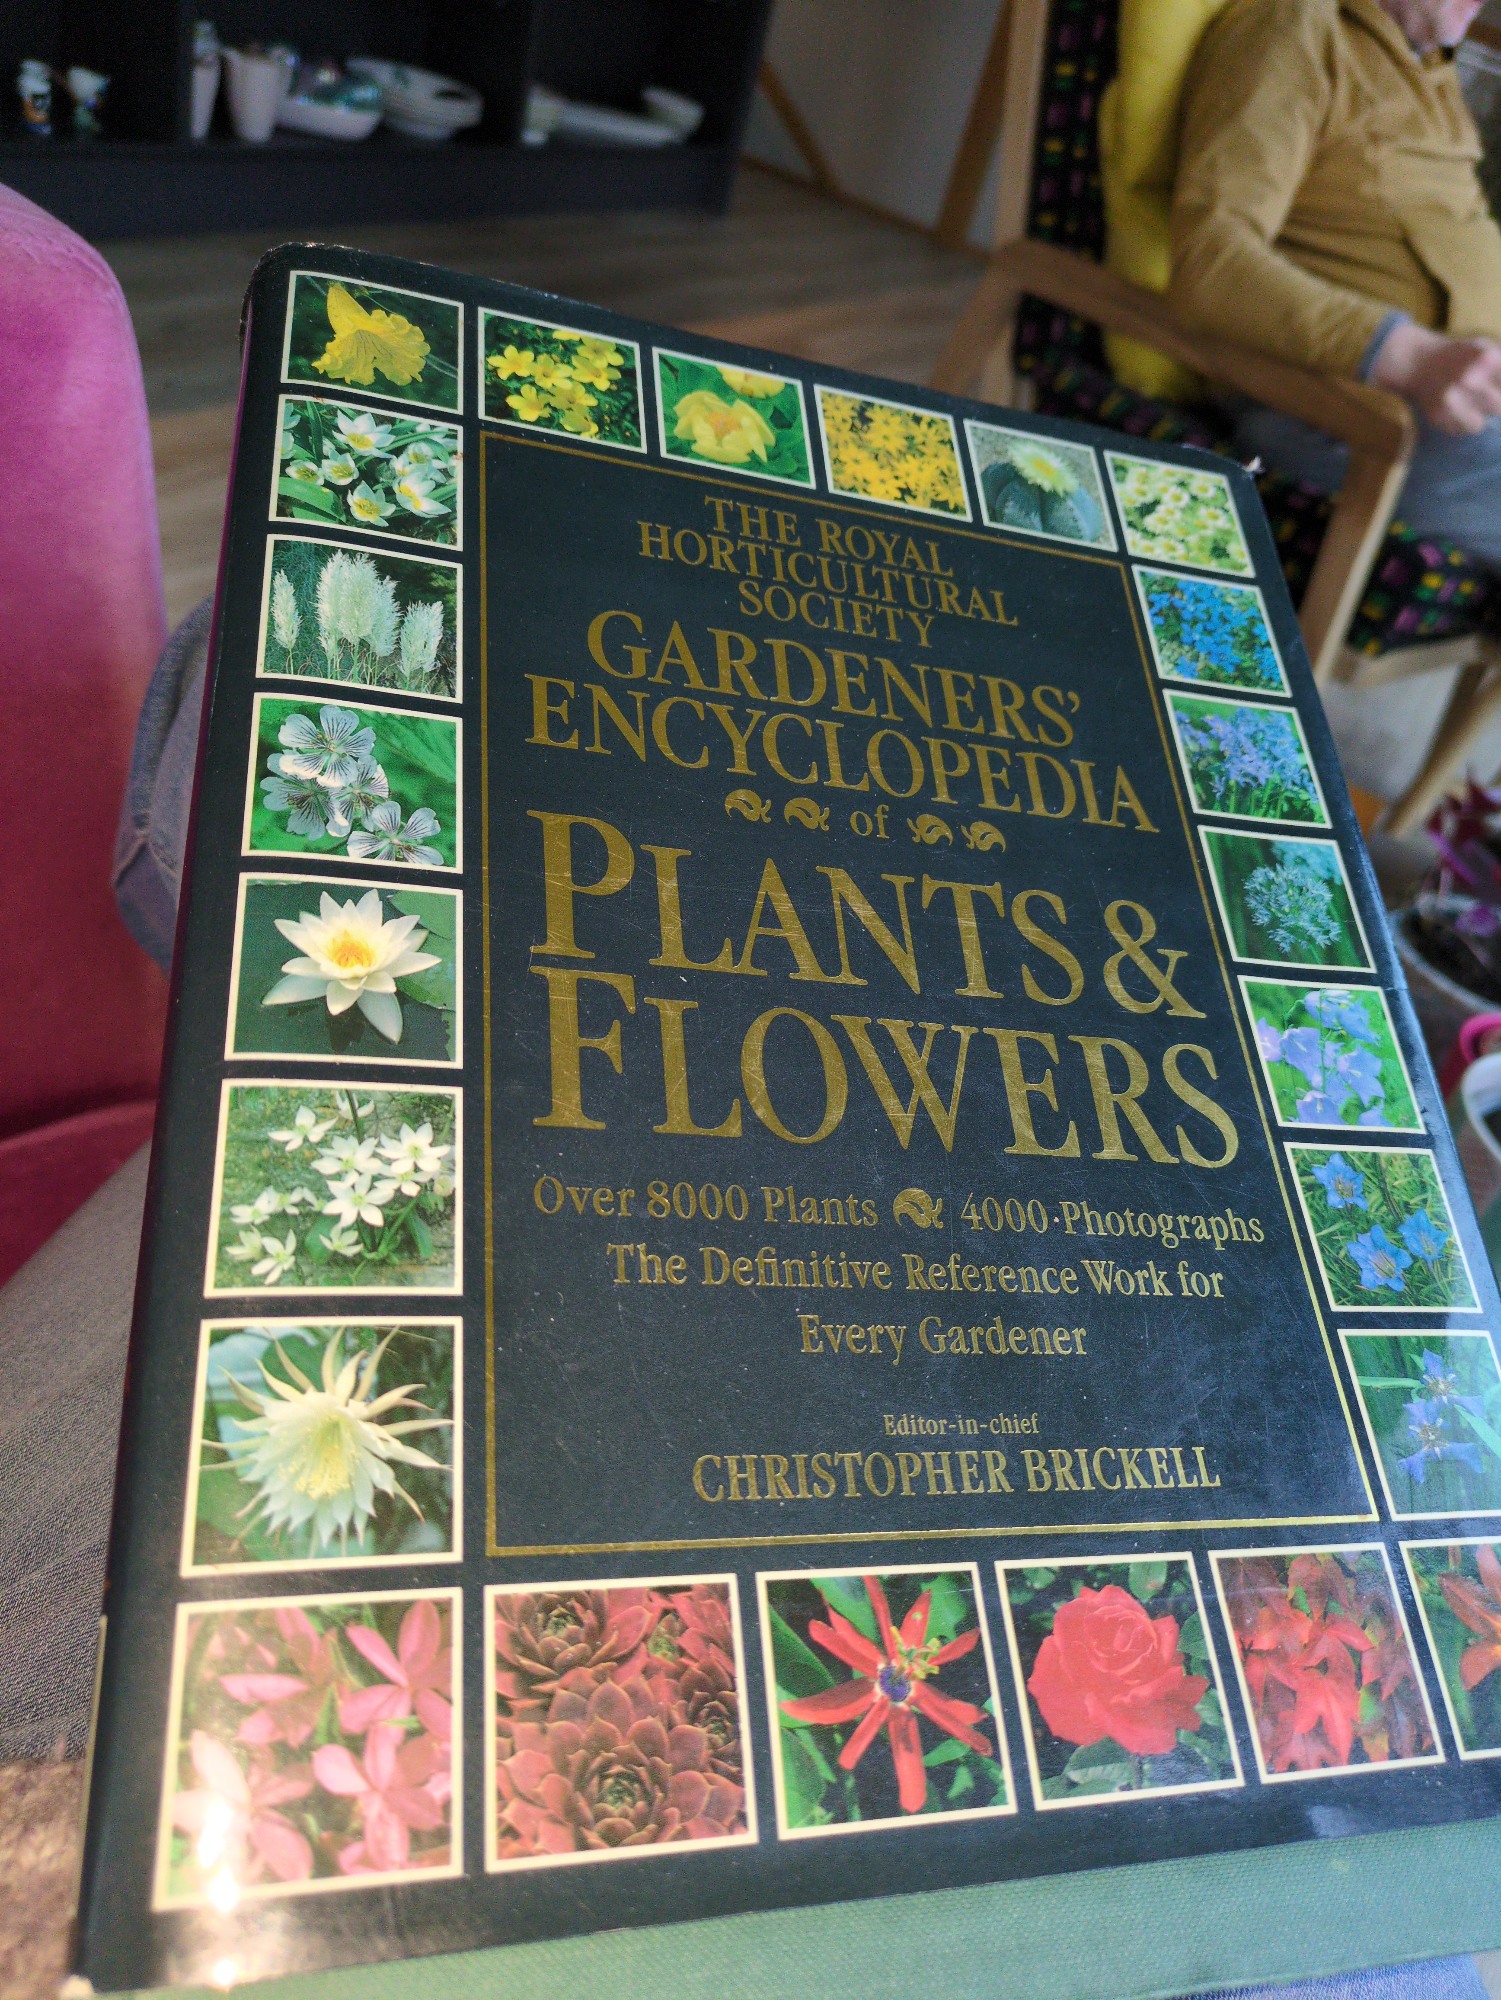 THE ROYAL
HORTICULTURAL
SOCIETY
GARDENERS'
ENCYCLOPEDIA
of
PLANTS &
FLOWERS
Over 8000 Plants 4000 Photographs
The Definitive Reference Work for
Every Gardener
Editor-in-chief
CHRISTOPHER BRICKELL